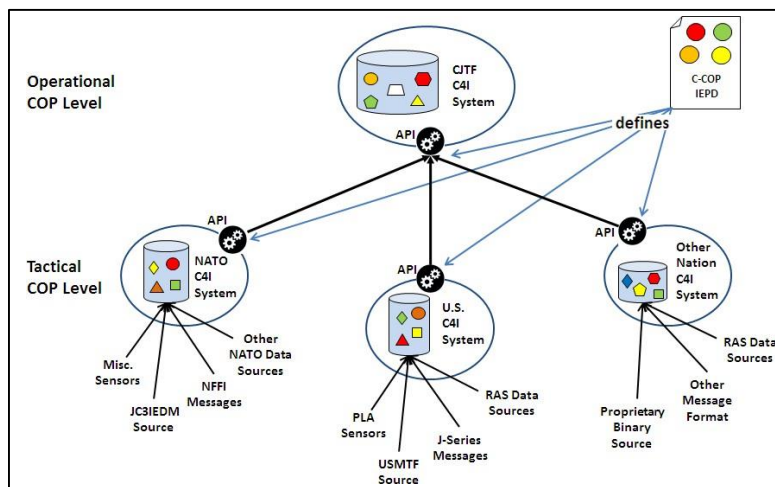 Operational
COP Level
CJTF
C4I
System
API
C-COP
IEPD
defines
Tactical
COP Level
API
NATO
C4I
System
API
U.S.
C4I
System
API
Other
Nation
C4I
System
Misc.
Sensors
JC3IEDM
Source
NFFI
Messages
Other
NATO Data
Sources
PLA
Sensors
USMTF
Source
J-Series
Messages
RAS Data
Sources
Proprietary
Binary
Source
Other
Message
Format
RAS Data
Sources